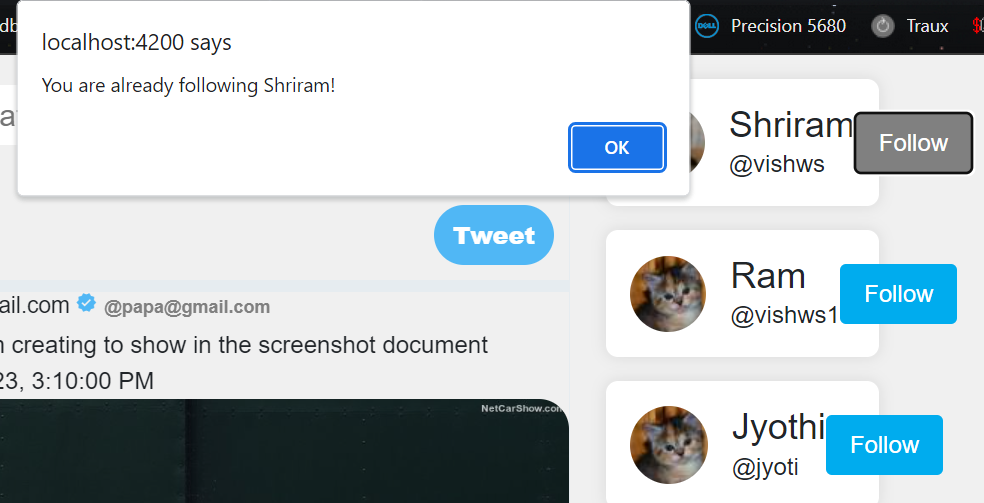 localhost:4200 says
You are already following Shriram!
OK
DELL
Precision 5680
Traux
Shriram
@vishws
Follow
Tweet
Ram
@vishws1
Follow
ail.com @papa@gmail.com
creating to show in the screenshot document
23, 3:10:00 PM
NetCarShow.com
Jyothi
@jyoti
Follow